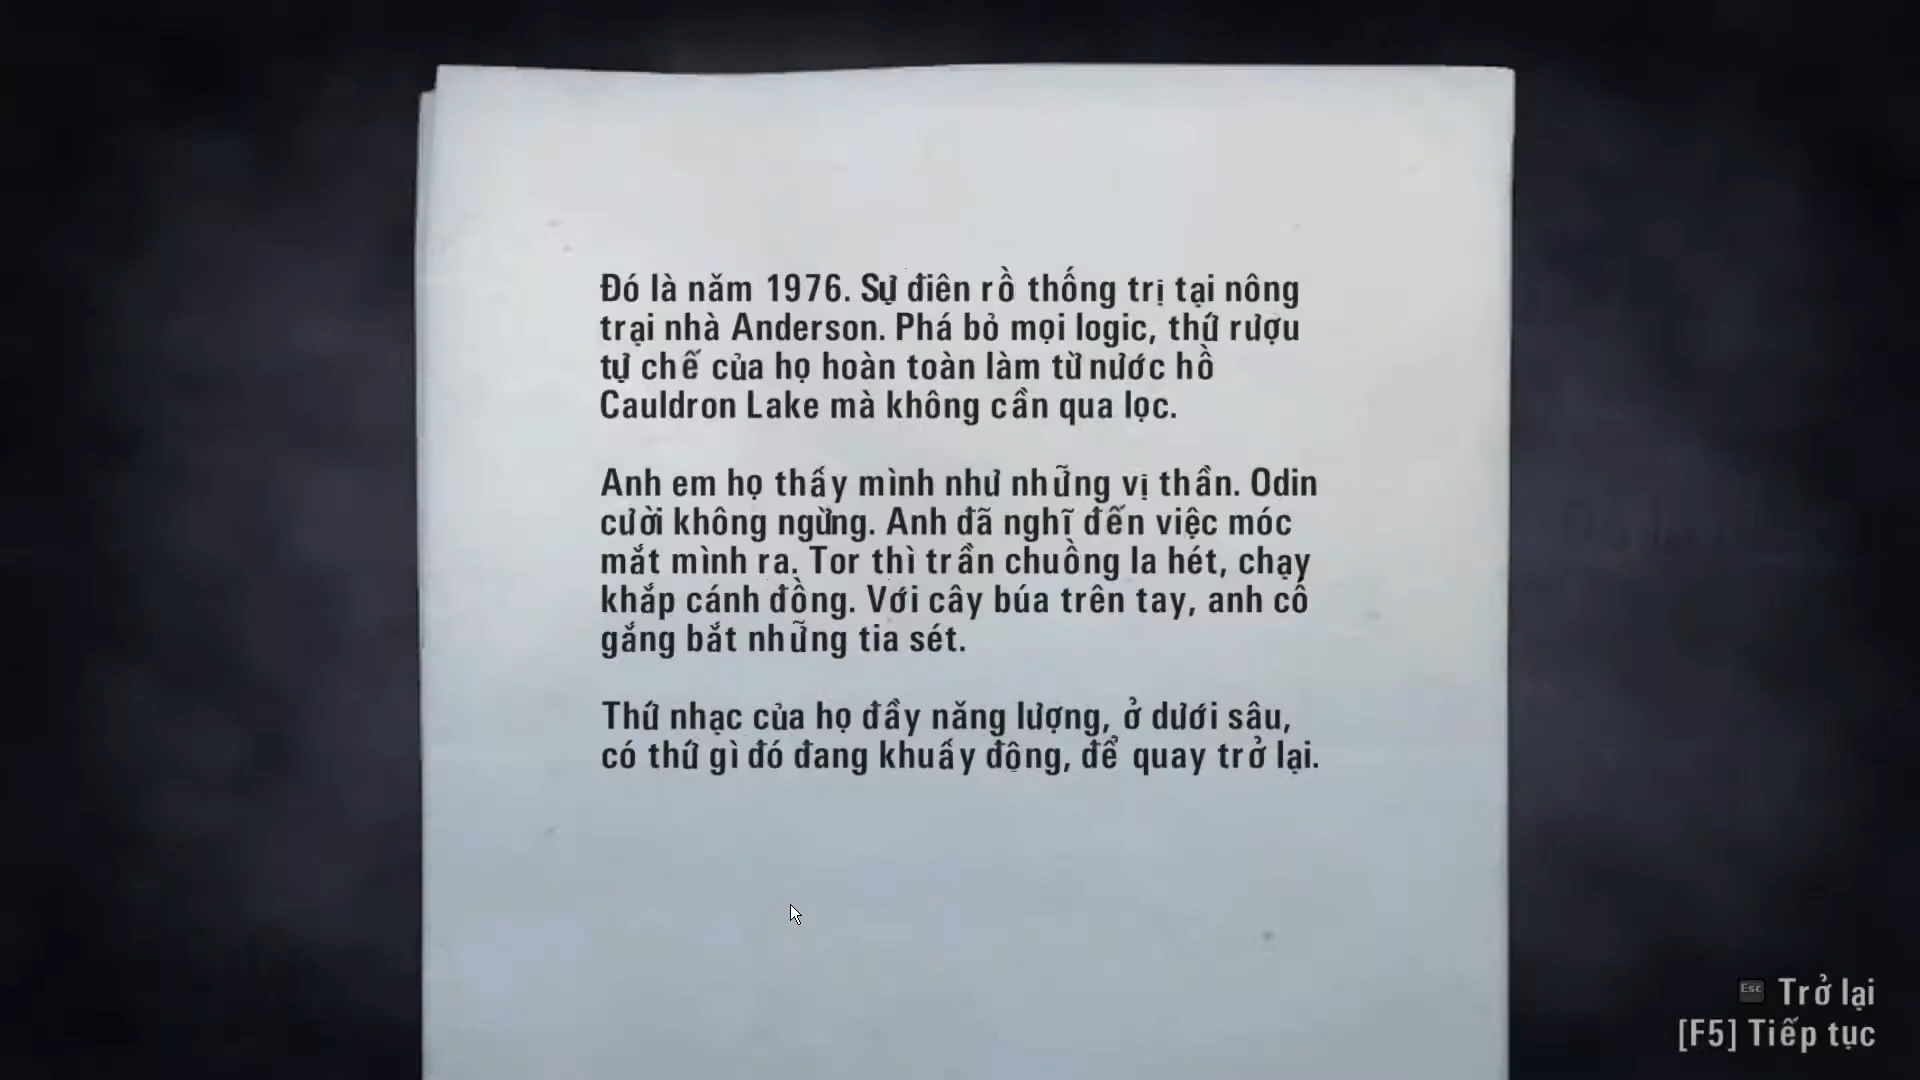 Đó là năm 1976. Sự điên rồ thống trị tại nông
trại nhà Anderson. Phá bỏ mọi logic, thứ rượu
tự chế của họ hoàn toàn làm từ nước hồ
Cauldron Lake mà không cần qua lọc.
Anh em họ thấy mình như những vị thần. Odin
cười không ngừng. Anh đã nghĩ đến việc móc
mắt mình ra. Tor thì trần chuồng la hét, chạy
khắp cánh đồng. Với cây búa trên tay, anh cố
gắng bắt những tia sét.
Thứ nhạc của họ đầy năng lượng, ở dưới sâu,
có thứ gì đó đang khuấy động, để quay trở lại.
Esc Trở lại
[F5] Tiếp tục